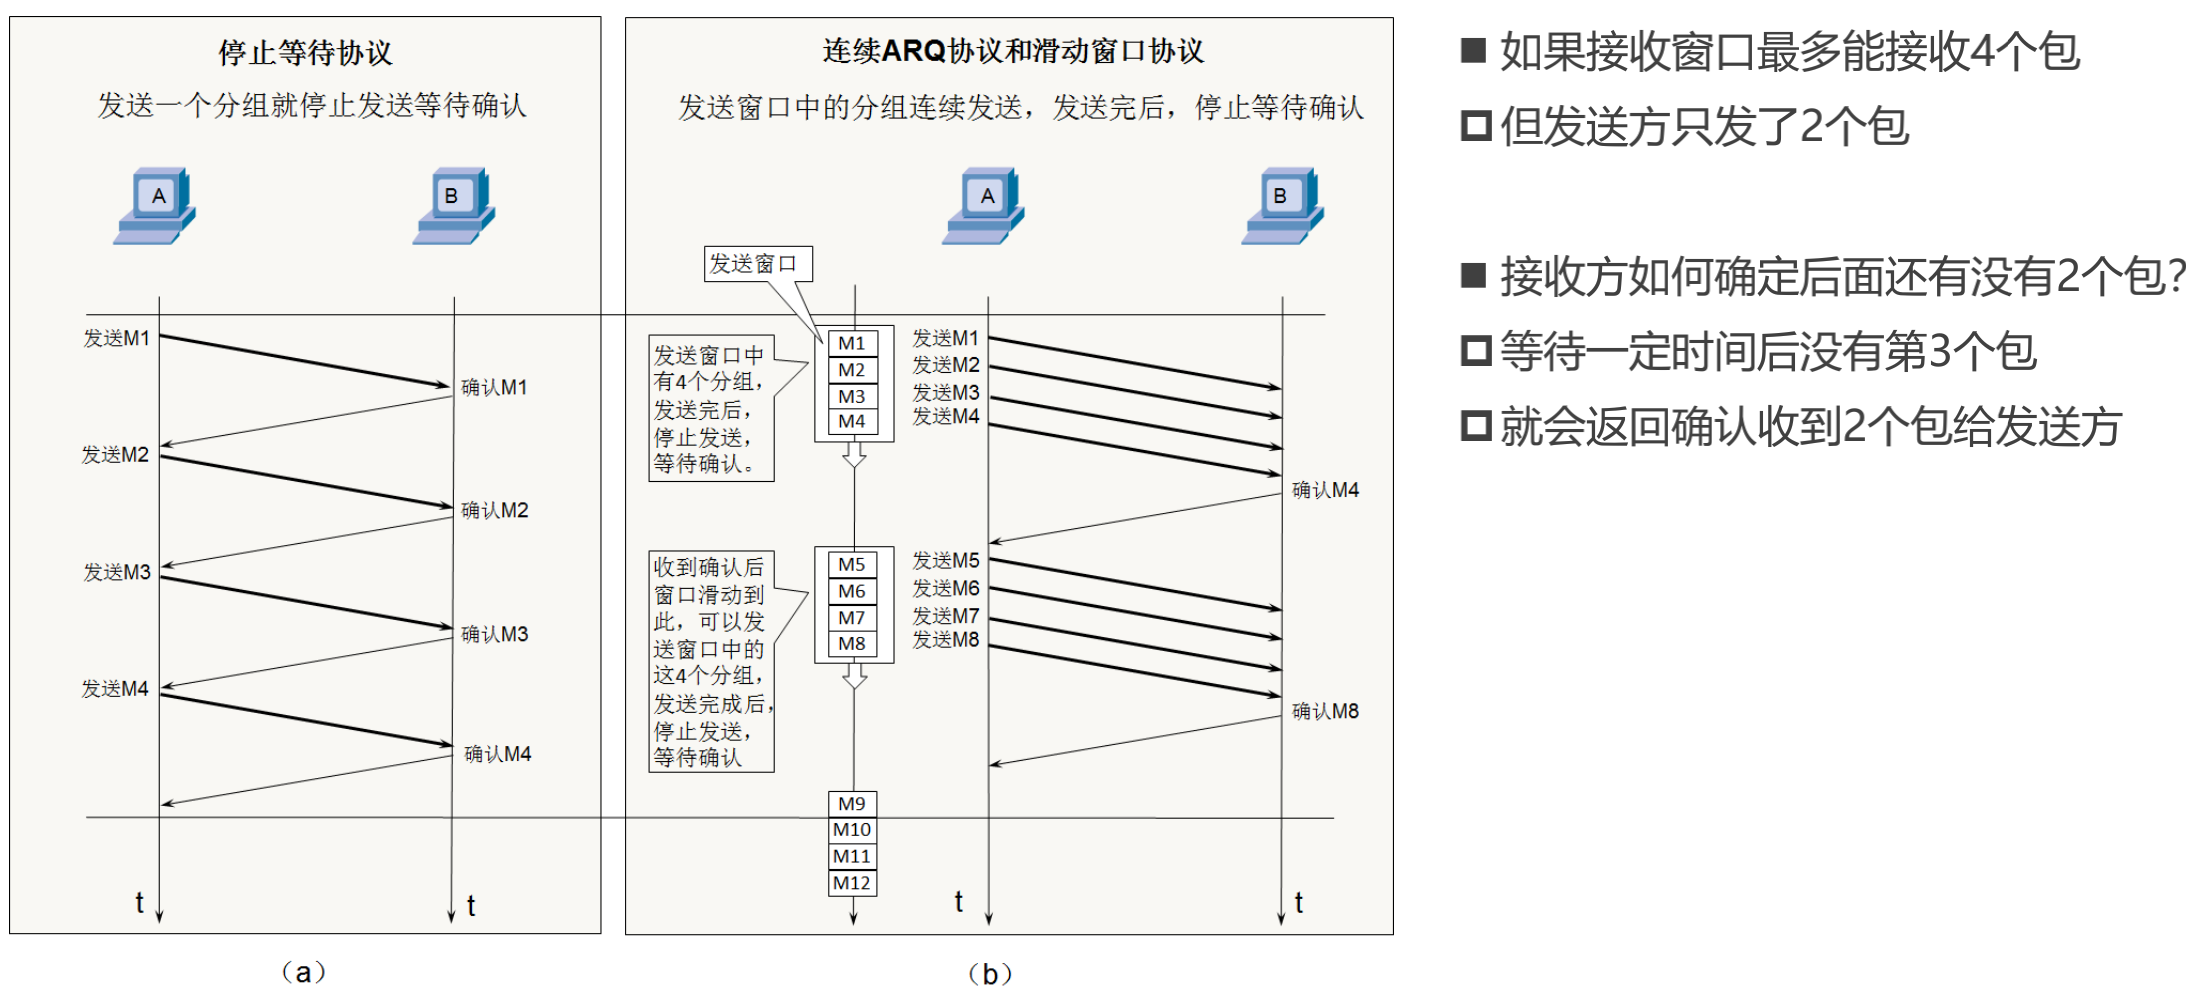 停止等待协议
发送一个分组就停止发送等待确认
A
B
发送M1
确认M1
发送M2
确认M2
发送M3
确认M3
发送M4
确认M4
t
t
（a）
连续ARQ协议和滑动窗口协议
发送窗口中的分组连续发送，发送完后，停止等待确认
A
B
发送窗口
发送窗口中
有4个分组，
发送完后，
停止发送，
等待确认。
M1
M2
M3
M4
发送M1
发送M2
发送M3
发送M4
确认M4
收到确认后
窗口滑动到
此，可以发
送窗口中的
这4个分组，
发送完成后，
停止发送，
等待确认
M5
M6
M7
M8
发送M5
发送M6
发送M7
发送M8
确认M8
M9
M10
M11
M12
t
t
（b）
如果接收窗口最多能接收4个包
但发送方只发了2个包
接收方如何确定后面还有没有2个包？
等待一定时间后没有第3个包
就会返回确认收到2个包给发送方